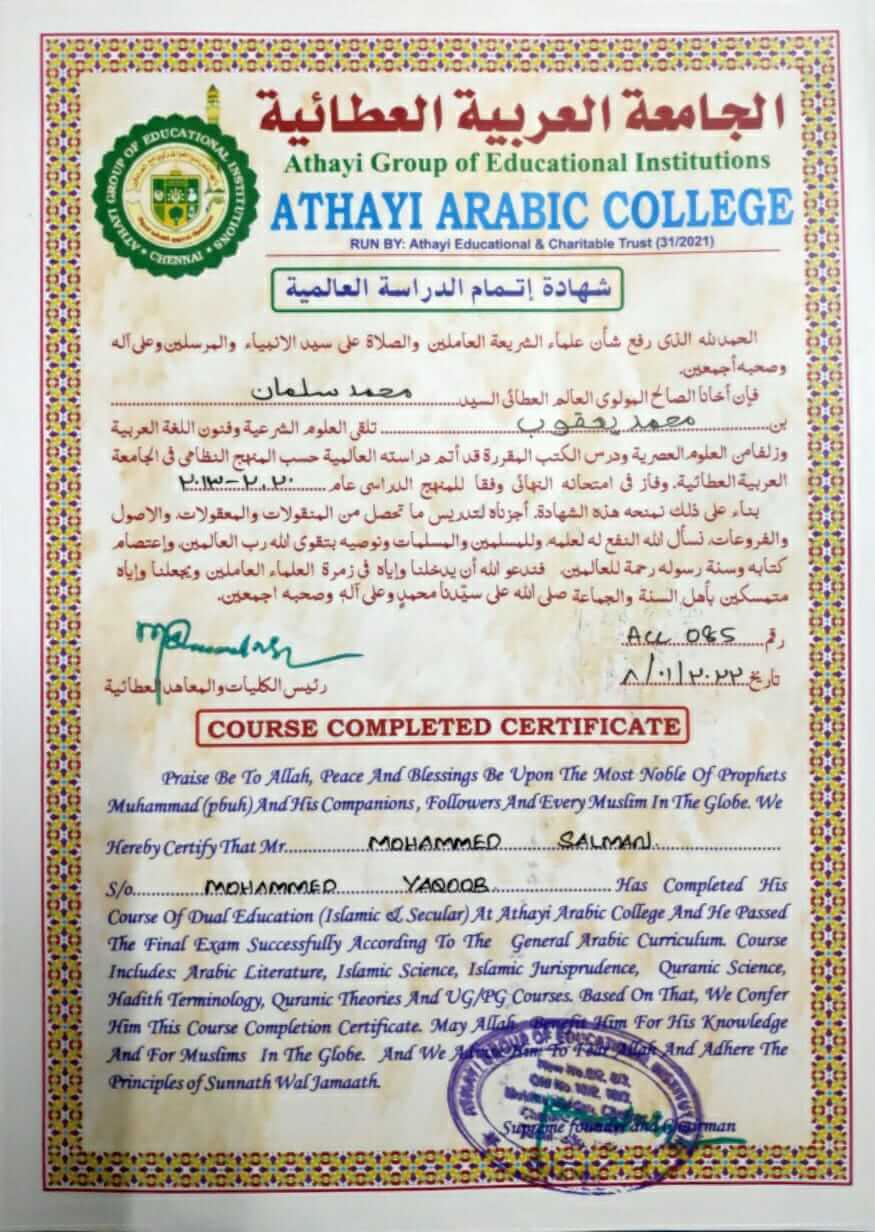 الجامعة العربية العطائية
Athayi Group of Educational Institutions
ATHAYI ARABIC COLLEGE
RUN BY: Athayi Educational & Charitable Trust (31/2021)
ATHAYI GROUP OF EDUCATIONAL INSTITUTIONS
CHENNAI
شهادة إتمام الدراسة العالمية
الحمدلله الذى رفع شأن علماء الشريعة العاملين والصلاة على سيد الانبياء والمرسلين وعلى آله
وصحبه أجمعين.
فإن أخانا الصالح المولوى العالم العطائى السيد محمد سلمان
بن محمد يعقوب تلقى العلوم الشرعية وفنون اللغة العربية
وزلفا من العلوم العصرية ودرس الكتب المقررة قد أتم دراسته العالمية حسب المنهج النظامى فى الجامعة
العربية العطائية. وفاز فى امتحانه النهائى وفقا للمنهج الدراسى عام ٢٠١٣-٢٠٢٠
بناء على ذلك نمنحه هذه الشهادة. أجزناه لتدريس ما تحصل من المنقولات والمعقولات. والاصول
والفروعات. نسأل الله النفع له لعلمه. وللمسلمين والمسلمات ونوصيه بتقوى الله رب العالمين. وإعتصام
كتابه وسنة رسوله رحمة للعالمين. فندعو الله أن يدخلنا وإياه فى زمرة العلماء العاملين ويجعلنا وإياه
متمسكين بأهل السنة والجماعة صلى الله على سيّدنا محمدٍ وعلى آلهٖ وصحبه اجمعين.
رقم ACC 085
تاريخ ٨/٠١/٢٠٢٢
رئيس الكليات والمعاهد العطائية
COURSE COMPLETED CERTIFICATE
Praise Be To Allah, Peace And Blessings Be Upon The Most Noble Of Prophets
Muhammad (pbuh) And His Companions, Followers And Every Muslim In The Globe. We
Hereby Certify That Mr. MOHAMMED SALMAN
S/o MOHAMMED YAQOOB Has Completed His
Course Of Dual Education (Islamic & Secular) At Athayi Arabic College And He Passed
The Final Exam Successfully According To The General Arabic Curriculum. Course
Includes: Arabic Literature, Islamic Science, Islamic Jurisprudence, Quranic Science,
Hadith Terminology, Quranic Theories And UG/PG Courses. Based On That, We Confer
Him This Course Completion Certificate. May Allah Benefit Him For His Knowledge
And For Muslims In The Globe. And We Advise Him To Fear Allah And Adhere The
Principles of Sunnath Wal Jamaath.
Supreme founder and Chairman
ATHAYI GROUP OF EDUCATIONAL INSTITUTIONS